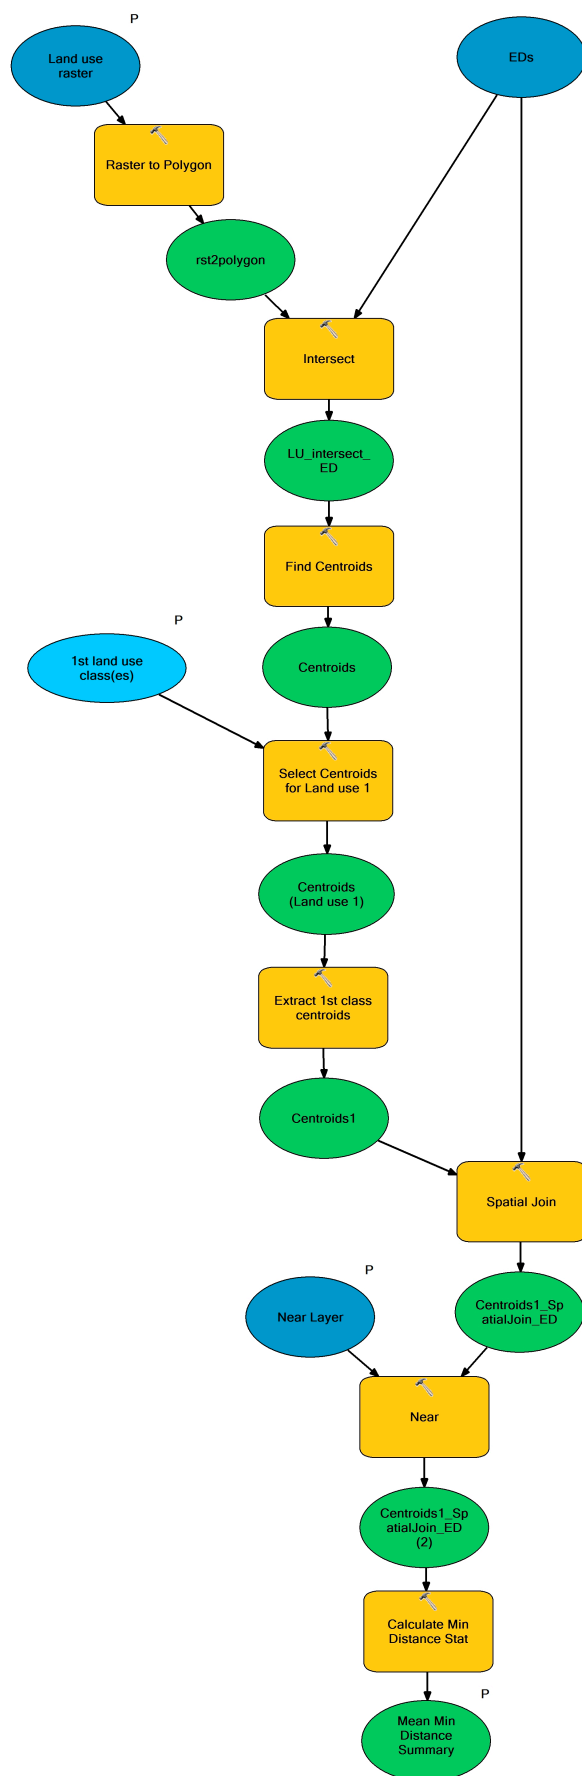 P
Land use
raster
EDs
Raster to Polygon
rst2polygon
Intersect
LU_intersect_
ED
Find Centroids
P
1st land use
class(es)
Centroids
Select Centroids
for Land use 1
Centroids
(Land use 1)
Extract 1st class
centroids
Centroids1
Spatial Join
P
Near Layer
Centroids1_Sp
atialJoin_ED
Near
Centroids1_Sp
atialJoin_ED
(2)
Calculate Min
Distance Stat
P
Mean Min
Distance
Summary